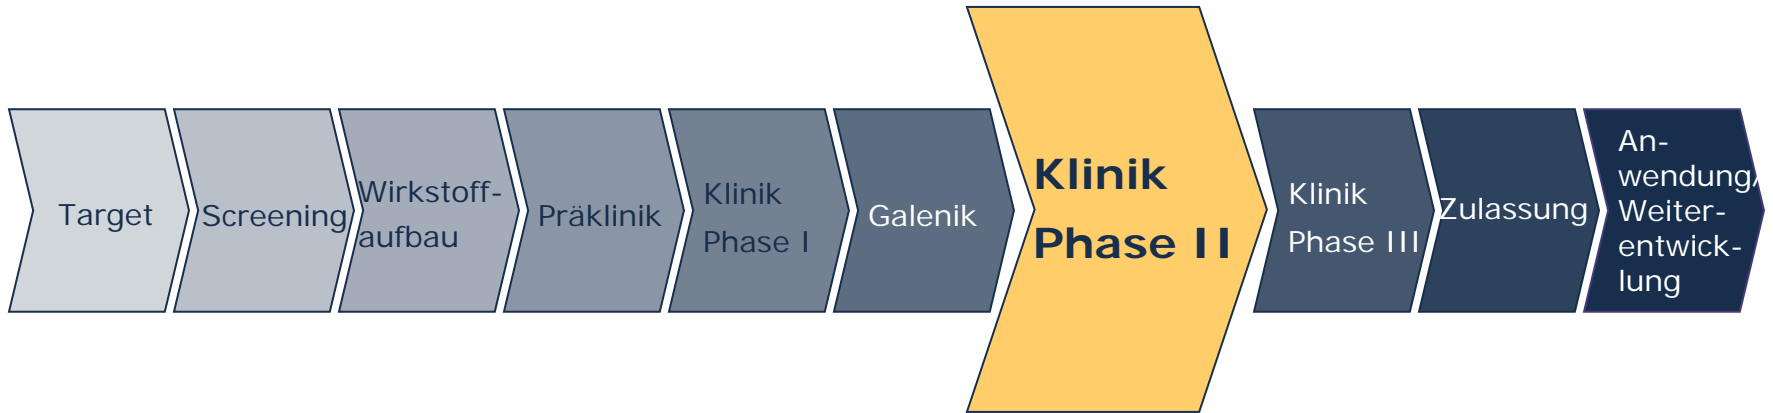 Target
Screening
Wirkstoff-
aufbau
Präklinik
Klinik
Phase I
Galenik
Klinik
Phase II
Klinik
Phase III
Zulassung
An-
wendung/
Weiter-
entwick-
lung